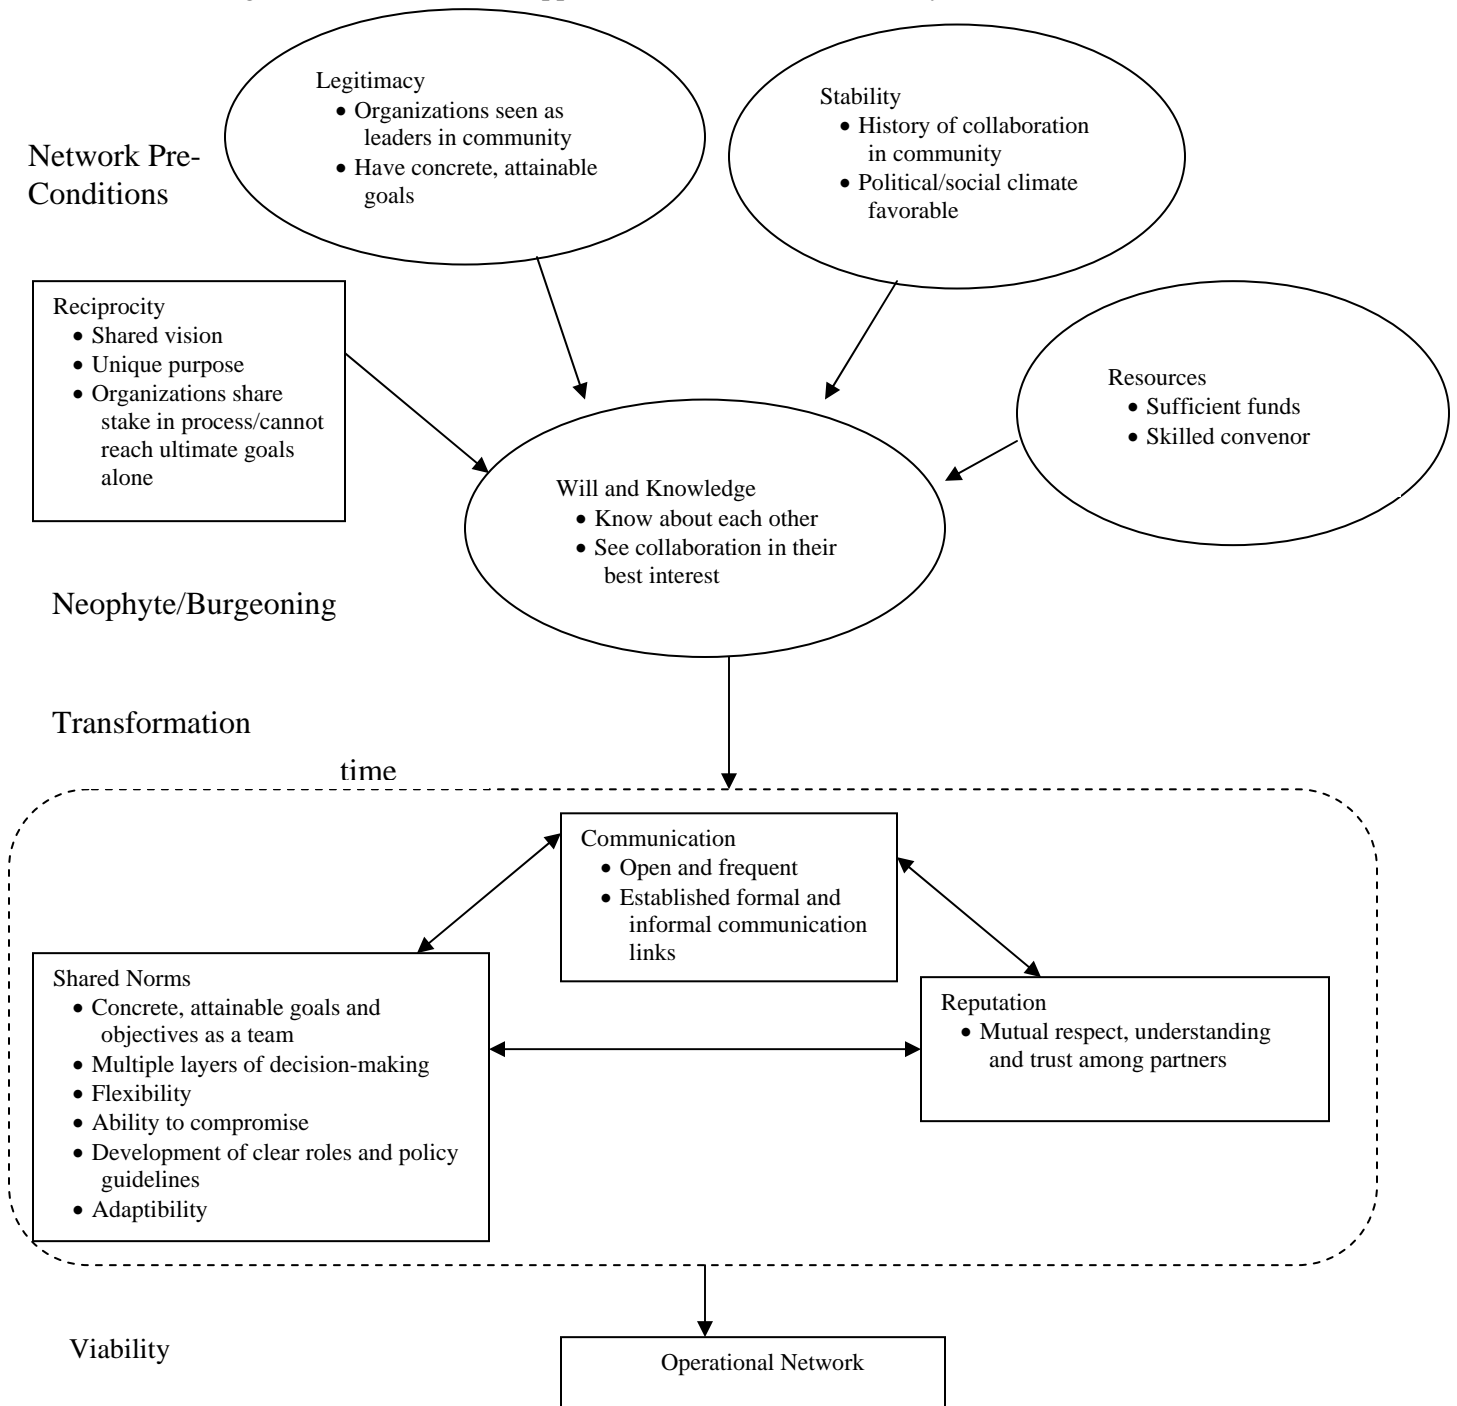 Legitimacy
• Organizations seen as
leaders in community
• Have concrete, attainable
goals
Stability
• History of collaboration
in community
• Political/social climate
favorable
Network Pre-
Conditions
Reciprocity
• Shared vision
• Unique purpose
• Organizations share
stake in process/cannot
reach ultimate goals
alone
Resources
• Sufficient funds
• Skilled convenor
Will and Knowledge
• Know about each other
• See collaboration in their
best interest
Neophyte/Burgeoning
Transformation
time
Communication
• Open and frequent
• Established formal and
informal communication
links
Shared Norms
• Concrete, attainable goals and
objectives as a team
• Multiple layers of decision-making
• Flexibility
• Ability to compromise
• Development of clear roles and policy
guidelines
• Adaptibility
Reputation
• Mutual respect, understanding
and trust among partners
Viability
Operational Network